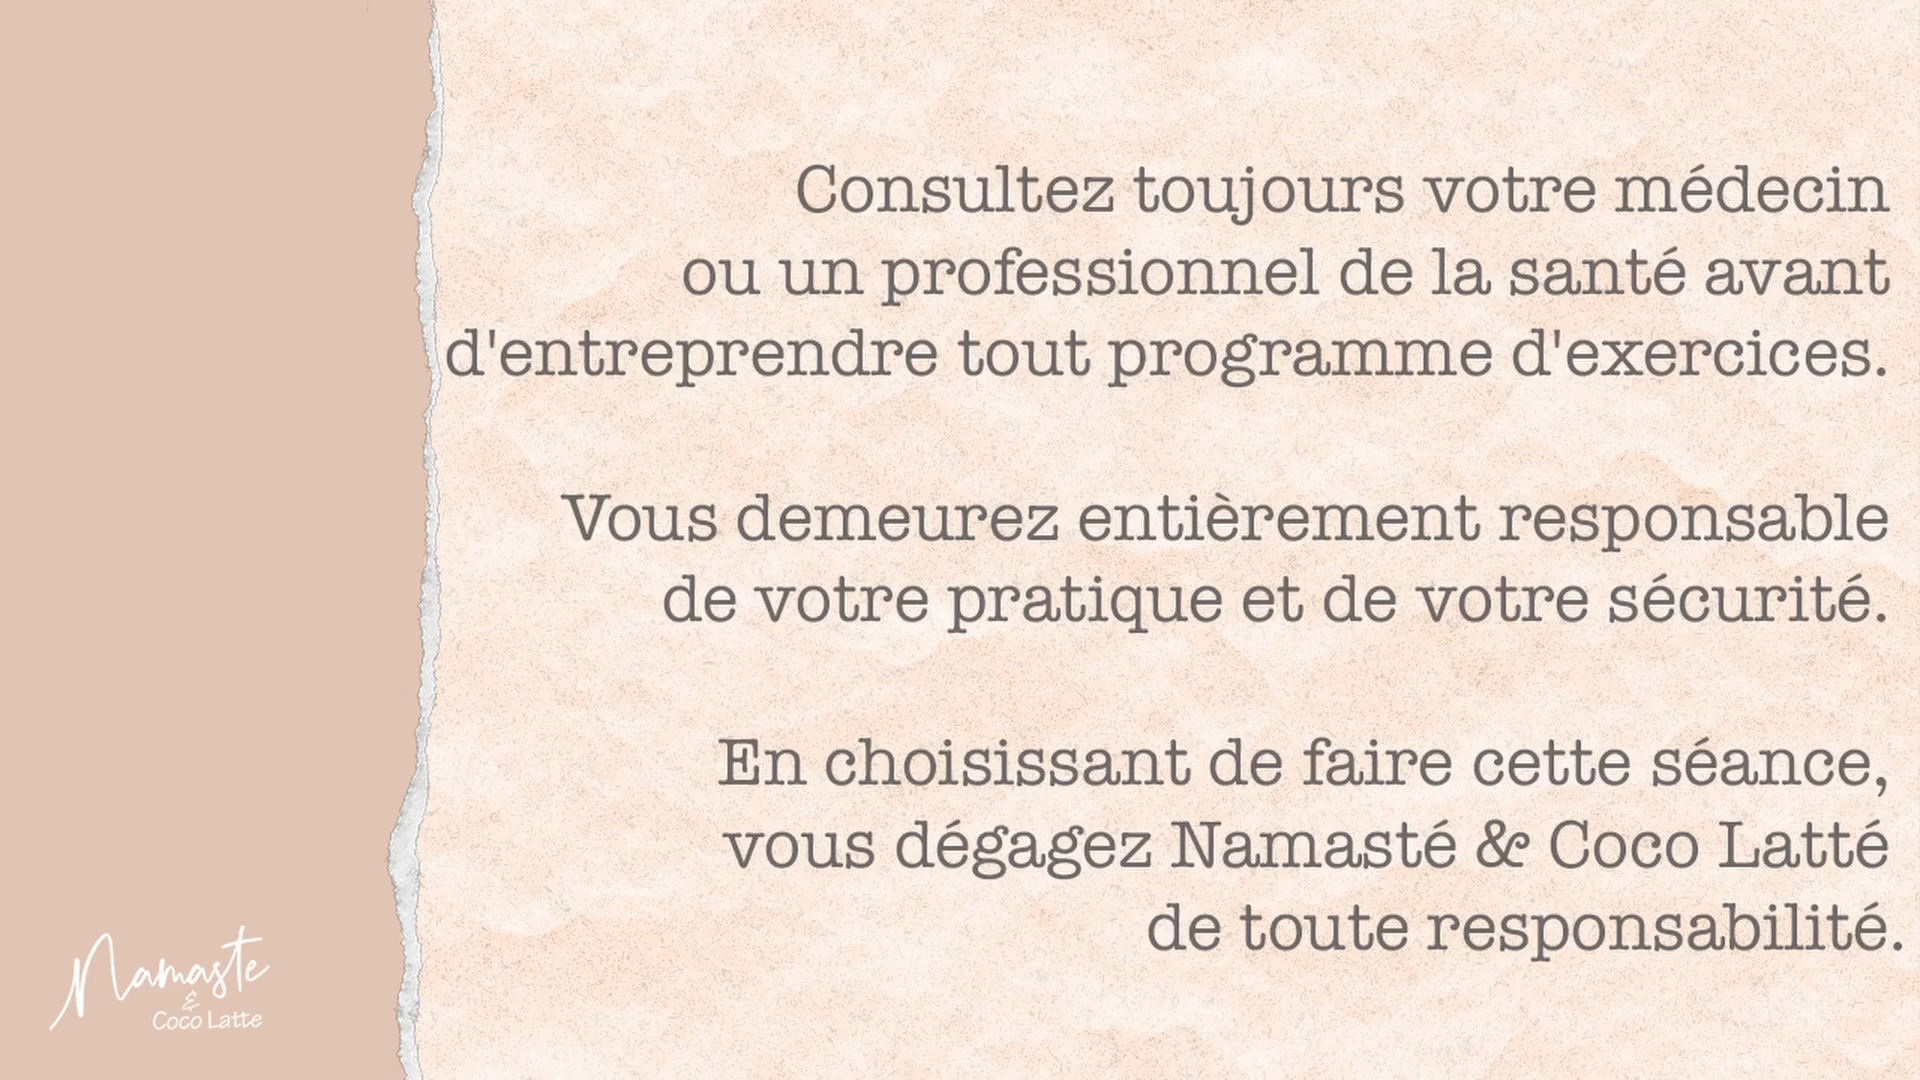 Consultez toujours votre médecin
ou un professionnel de la santé avant
d'entreprendre tout programme d'exercices.
Vous demeurez entièrement responsable
de votre pratique et de votre sécurité.
En choisissant de faire cette séance,
vous dégagez Namasté & Coco Latté
de toute responsabilité.
Namaste
&
Coco Latte